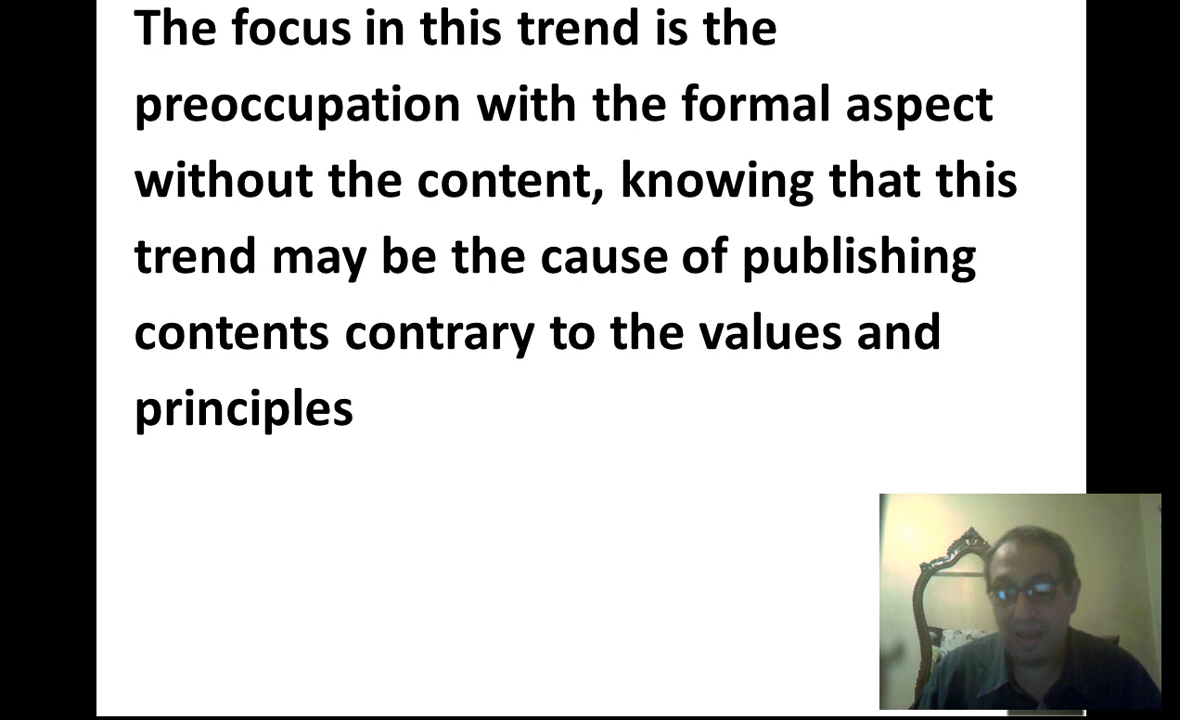 The focus in this trend is the
preoccupation with the formal aspect
without the content, knowing that this
trend may be the cause of publishing
contents contrary to the values and
principles